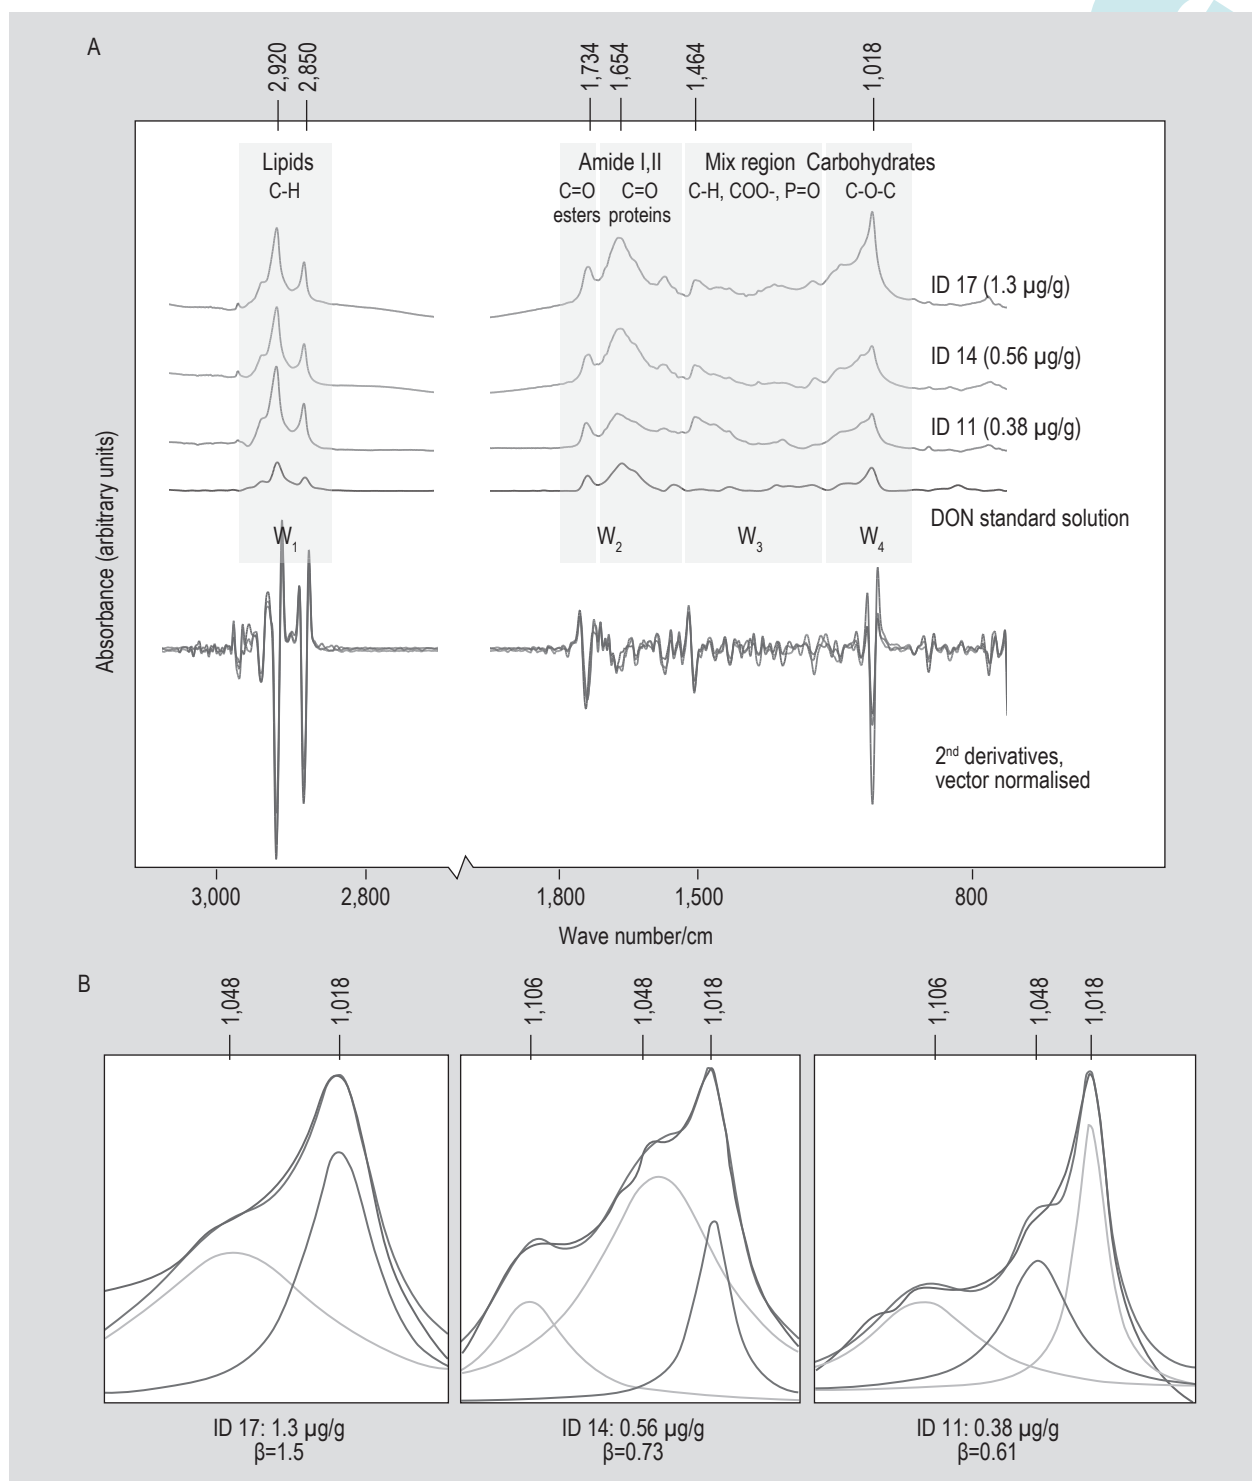 A
2,920
2,850
1,734
1,654
1,464
1,018
Lipids
C-H
Amide I,II
C=O
esters
C=O
proteins
Mix region
C-H, COO-, P=O
Carbohydrates
C-O-C
ID 17 (1.3 µg/g)
ID 14 (0.56 µg/g)
ID 11 (0.38 µg/g)
DON standard solution
W1
W2
W3
W4
2nd derivatives,
vector normalised
Absorbance (arbitrary units)
3,000
2,800
1,800
1,500
800
Wave number/cm
B
1,048
1,018
1,106
1,048
1,018
1,106
1,048
1,018
ID 17: 1.3 µg/g
β=1.5
ID 14: 0.56 µg/g
β=0.73
ID 11: 0.38 µg/g
β=0.61